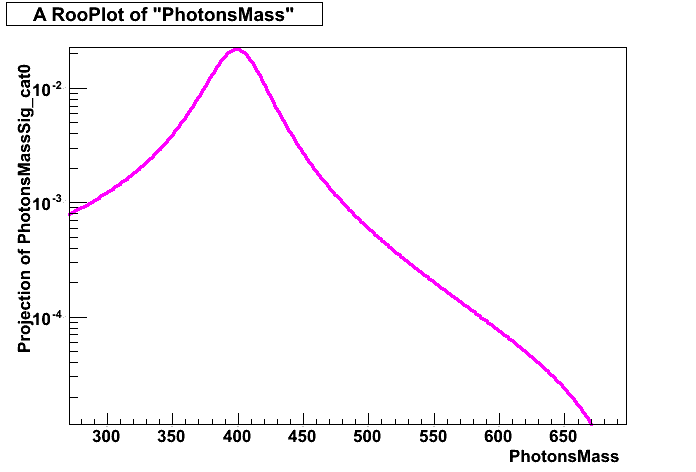 A RooPlot of "PhotonsMass"
Projection of PhotonsMassSig_cat0
10⁻²
10⁻³
10⁻⁴
300 350 400 450 500 550 600 650
PhotonsMass